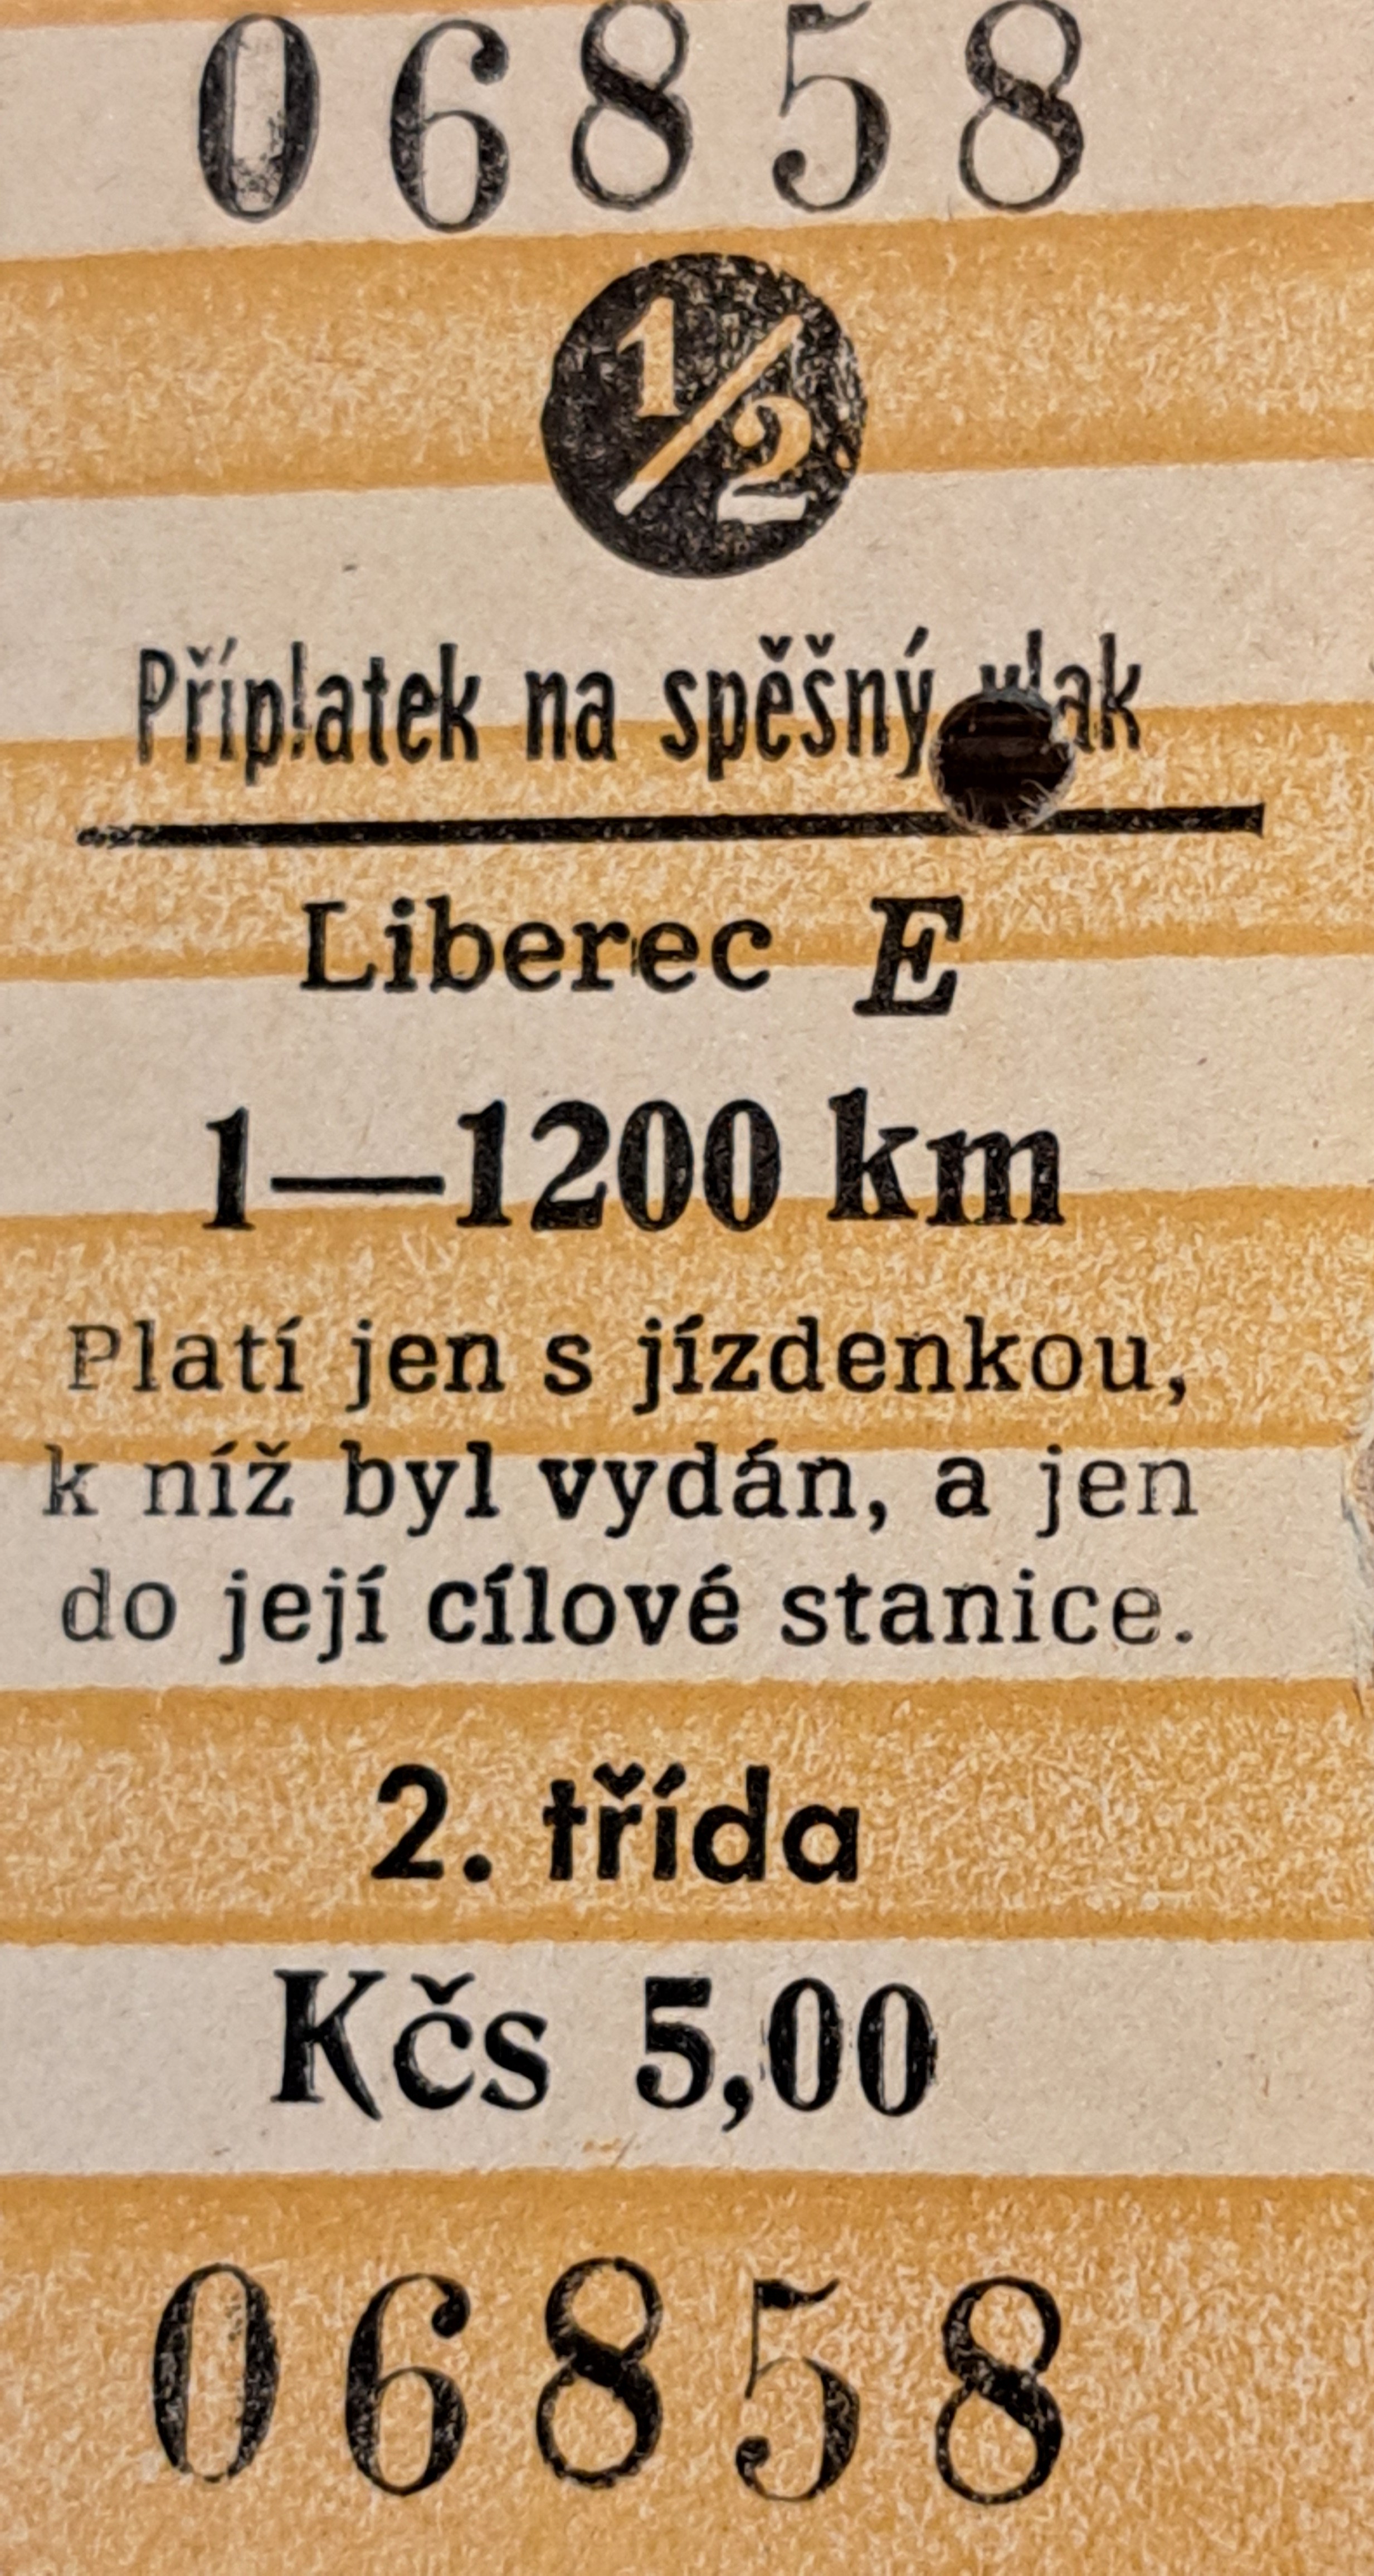 06858
1/2
Příplatek na spěšný vlak
Liberec E
1—1200 km
Platí jen s jízdenkou,
k níž byl vydán, a jen
do její cílové stanice.
2. třída
Kčs 5,00
06858